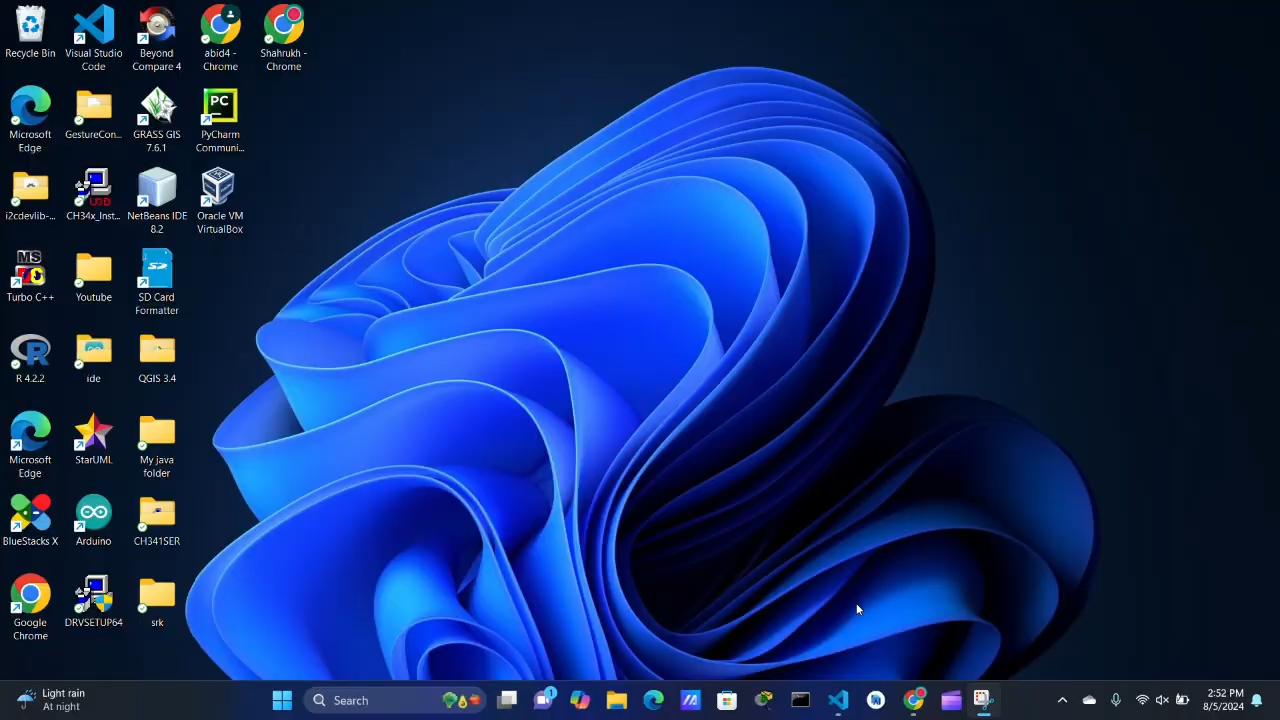 Recycle Bin
Visual Studio
Code
Beyond
Compare 4
abid4 -
Chrome
Shahrukh -
Chrome
Microsoft
Edge
GestureCon...
GRASS GIS
7.6.1
PC
PyCharm
Communi...
i2cdevlib-...
CH34x_Inst...
NetBeans IDE
8.2
Oracle VM
VirtualBox
MS
Turbo C++
Youtube
SD Card
Formatter
R 4.2.2
ide
QGIS 3.4
Microsoft
Edge
StarUML
My java
folder
BlueStacks X
Arduino
CH341SER
Google
Chrome
DRVSETUP64
srk
Light rain
At night
Search
1
2:52 PM
8/5/2024